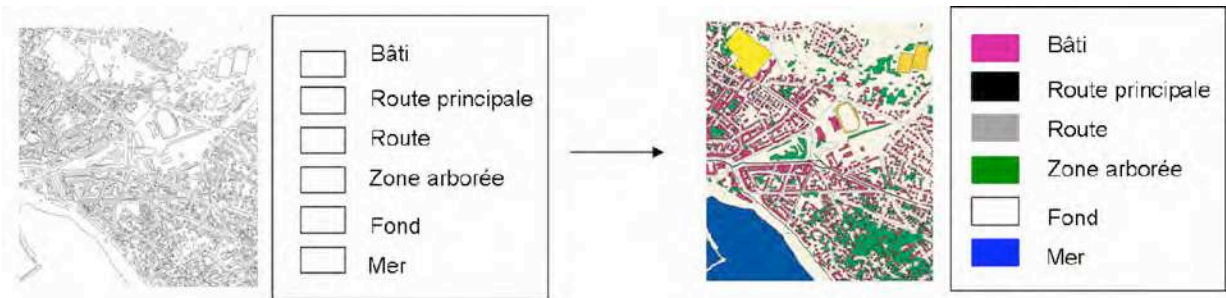 Bâti
Route principale
Route
Zone arborée
Fond
Mer
Bâti
Route principale
Route
Zone arborée
Fond
Mer